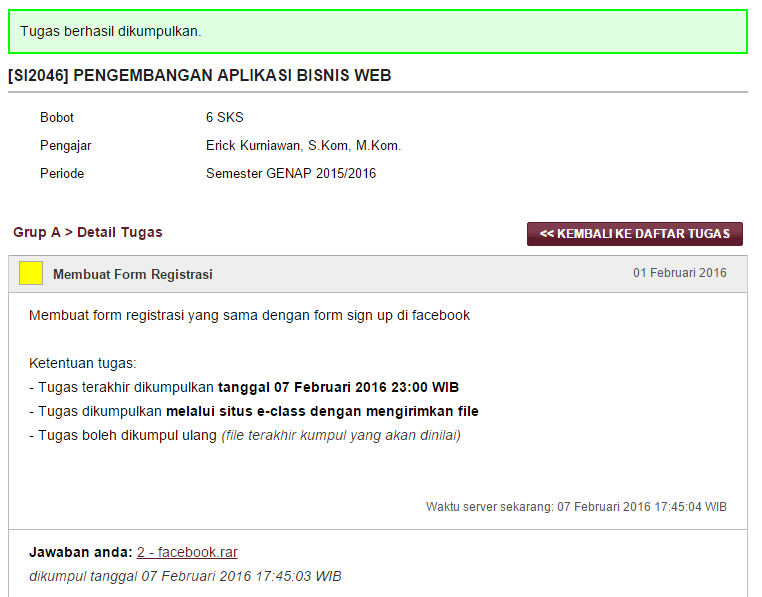 Tugas berhasil dikumpulkan.
[SI2046] PENGEMBANGAN APLIKASI BISNIS WEB
Bobot 6 SKS
Pengajar Erick Kurniawan, S.Kom, M.Kom.
Periode Semester GENAP 2015/2016
Grup A > Detail Tugas << KEMBALI KE DAFTAR TUGAS
Membuat Form Registrasi 01 Februari 2016
Membuat form registrasi yang sama dengan form sign up di facebook
Ketentuan tugas:
- Tugas terakhir dikumpulkan tanggal 07 Februari 2016 23:00 WIB
- Tugas dikumpulkan melalui situs e-class dengan mengirimkan file
- Tugas boleh dikumpul ulang (file terakhir kumpul yang akan dinilai)
Waktu server sekarang: 07 Februari 2016 17:45:04 WIB
Jawaban anda: 2 - facebook.rar
dikumpul tanggal 07 Februari 2016 17:45:03 WIB